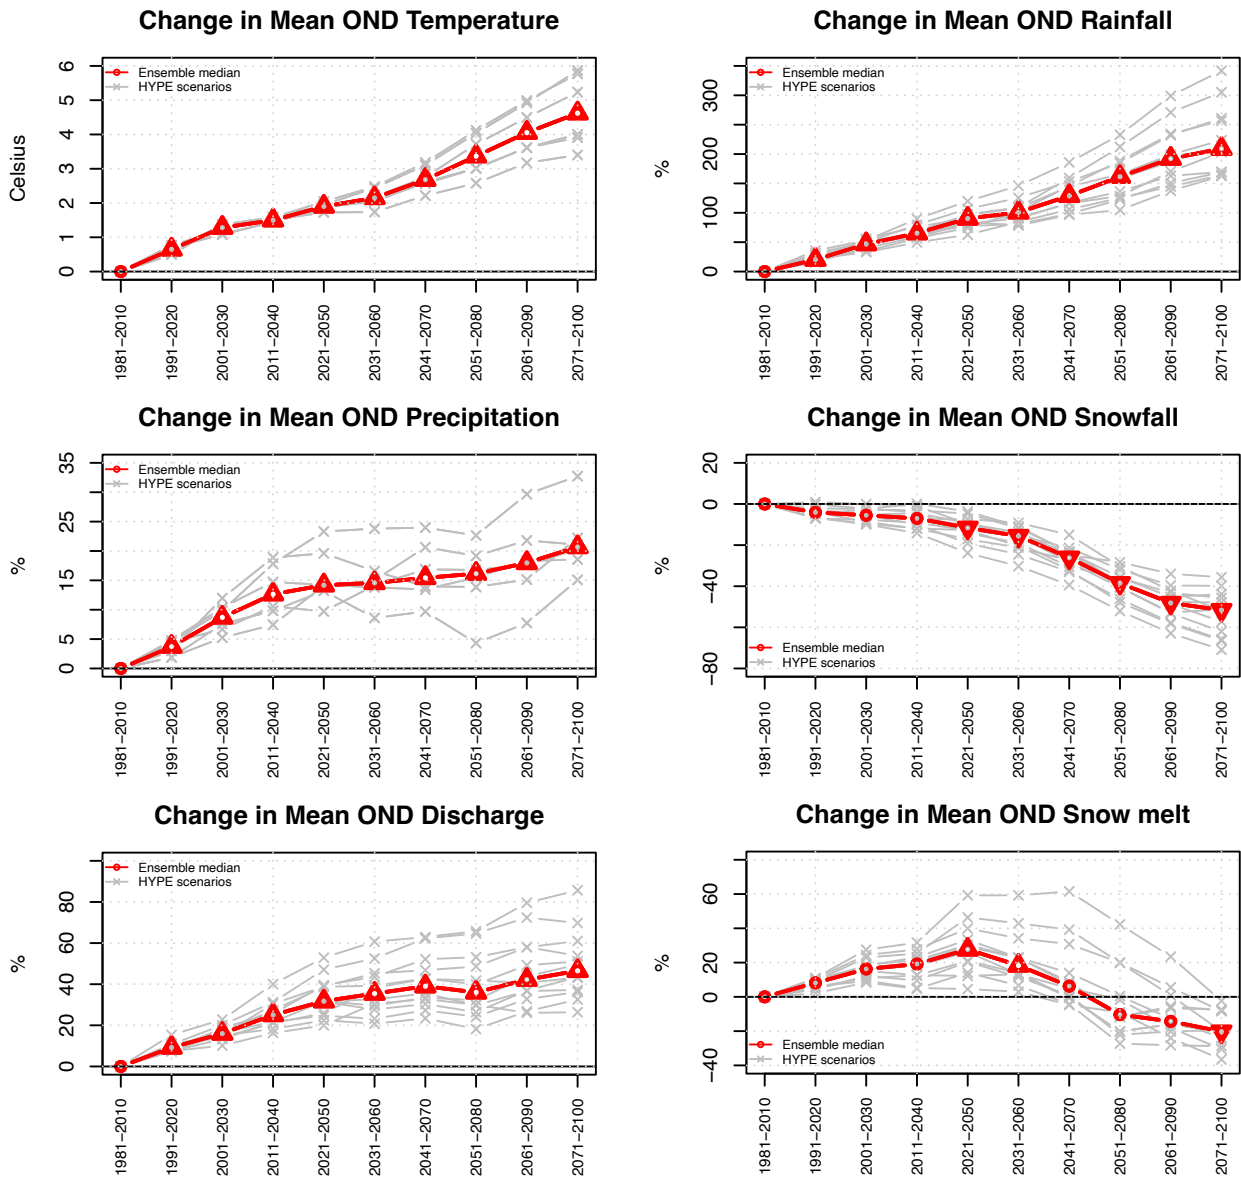 Change in Mean OND Temperature
Celsius
0 1 2 3 4 5 6
Ensemble median
HYPE scenarios
1981−2010
1991−2020
2001−2030
2011−2040
2021−2050
2031−2060
2041−2070
2051−2080
2061−2090
2071−2100
Change in Mean OND Rainfall
%
0 100 200 300
Ensemble median
HYPE scenarios
1981−2010
1991−2020
2001−2030
2011−2040
2021−2050
2031−2060
2041−2070
2051−2080
2061−2090
2071−2100
Change in Mean OND Precipitation
%
0 5 15 25 35
Ensemble median
HYPE scenarios
1981−2010
1991−2020
2001−2030
2011−2040
2021−2050
2031−2060
2041−2070
2051−2080
2061−2090
2071−2100
Change in Mean OND Snowfall
%
−80 −40 0 20
Ensemble median
HYPE scenarios
1981−2010
1991−2020
2001−2030
2011−2040
2021−2050
2031−2060
2041−2070
2051−2080
2061−2090
2071−2100
Change in Mean OND Discharge
%
0 20 40 60 80
Ensemble median
HYPE scenarios
1981−2010
1991−2020
2001−2030
2011−2040
2021−2050
2031−2060
2041−2070
2051−2080
2061−2090
2071−2100
Change in Mean OND Snow melt
%
−40 0 20 60
Ensemble median
HYPE scenarios
1981−2010
1991−2020
2001−2030
2011−2040
2021−2050
2031−2060
2041−2070
2051−2080
2061−2090
2071−2100